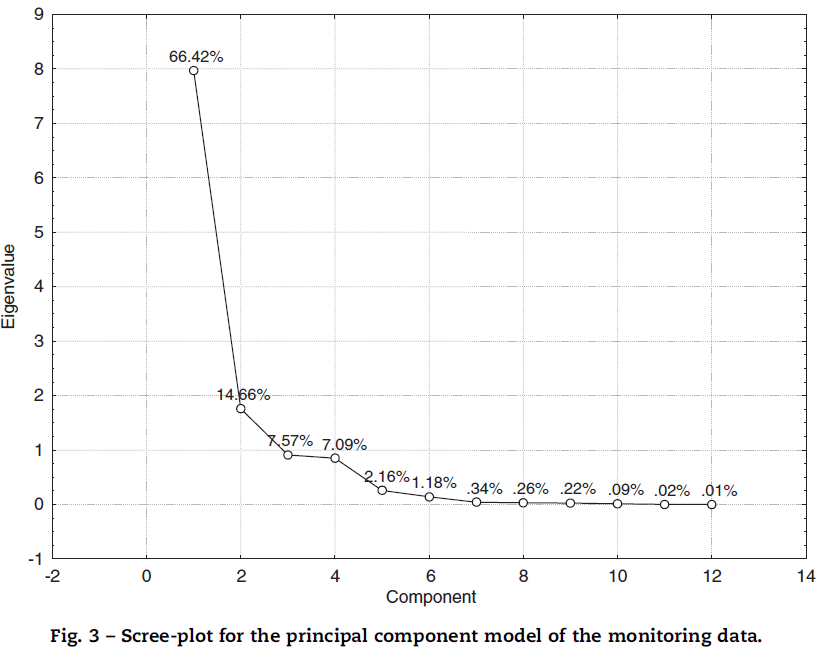 9
8
7
6
5
4
3
2
1
0
-1
Eigenvalue
66.42%
14.66%
7.57% 7.09%
2.16% 1.18% .34% .26% .22% .09% .02% .01%
-2 0 2 4 6 8 10 12 14
Component
Fig. 3 – Scree-plot for the principal component model of the monitoring data.